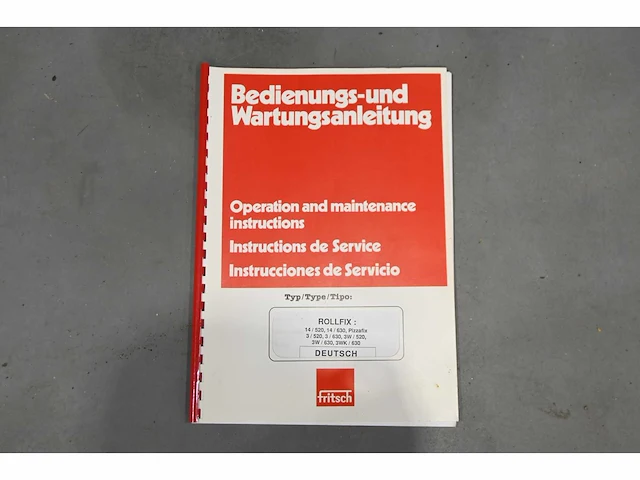 Bedienungs-und
Wartungsanleitung
Operation and maintenance
instructions
Instructions de Service
Instrucciones de Servicio
Typ/Type/Tipo:
ROLLFIX :
14 / 520, 14 / 630, Pizzafix
3 / 520, 3 / 630, 3W / 520,
3W / 630, 3WK / 630
DEUTSCH
fritsch